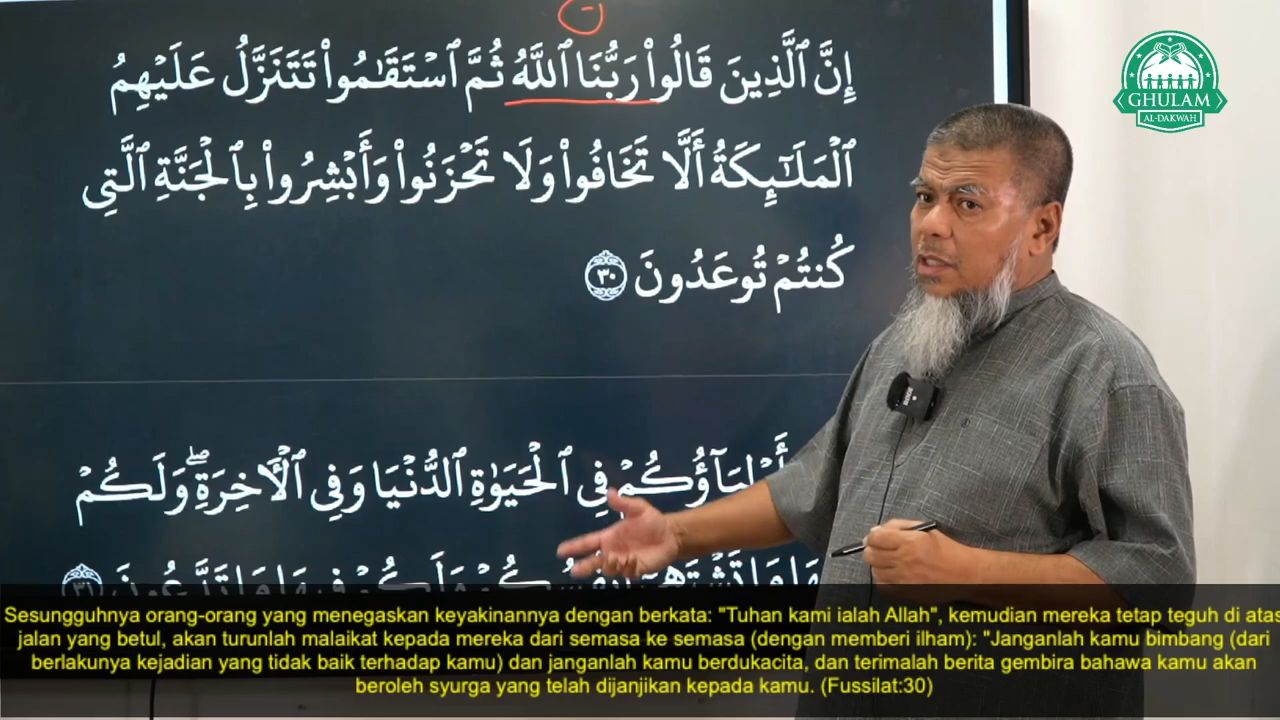 إِنَّ ٱلَّذِينَ قَالُوا۟ رَبُّنَا ٱللَّهُ ثُمَّ ٱسْتَقَـٰمُوا۟ تَتَنَزَّلُ عَلَيْهِمُ
ٱلْمَلَـٰٓئِكَةُ أَلَّا تَخَافُوا۟ وَلَا تَحْزَنُوا۟ وَأَبْشِرُوا۟ بِٱلْجَنَّةِ ٱلَّتِى
كُنتُمْ تُوعَدُونَ ٣٠
GHULAM
AL-DAKWAH
فِى ٱلْحَيَوٰةِ ٱلدُّنْيَا وَفِى ٱلْـَٔاخِرَةِ ۖ وَلَكُمْ
٣١
Sesungguhnya orang-orang yang menegaskan keyakinannya dengan berkata: "Tuhan kami ialah Allah", kemudian mereka tetap teguh di atas
jalan yang betul, akan turunlah malaikat kepada mereka dari semasa ke semasa (dengan memberi ilham): "Janganlah kamu bimbang (dari
berlakunya kejadian yang tidak baik terhadap kamu) dan janganlah kamu berdukacita, dan terimalah berita gembira bahawa kamu akan
beroleh syurga yang telah dijanjikan kepada kamu. (Fussilat:30)